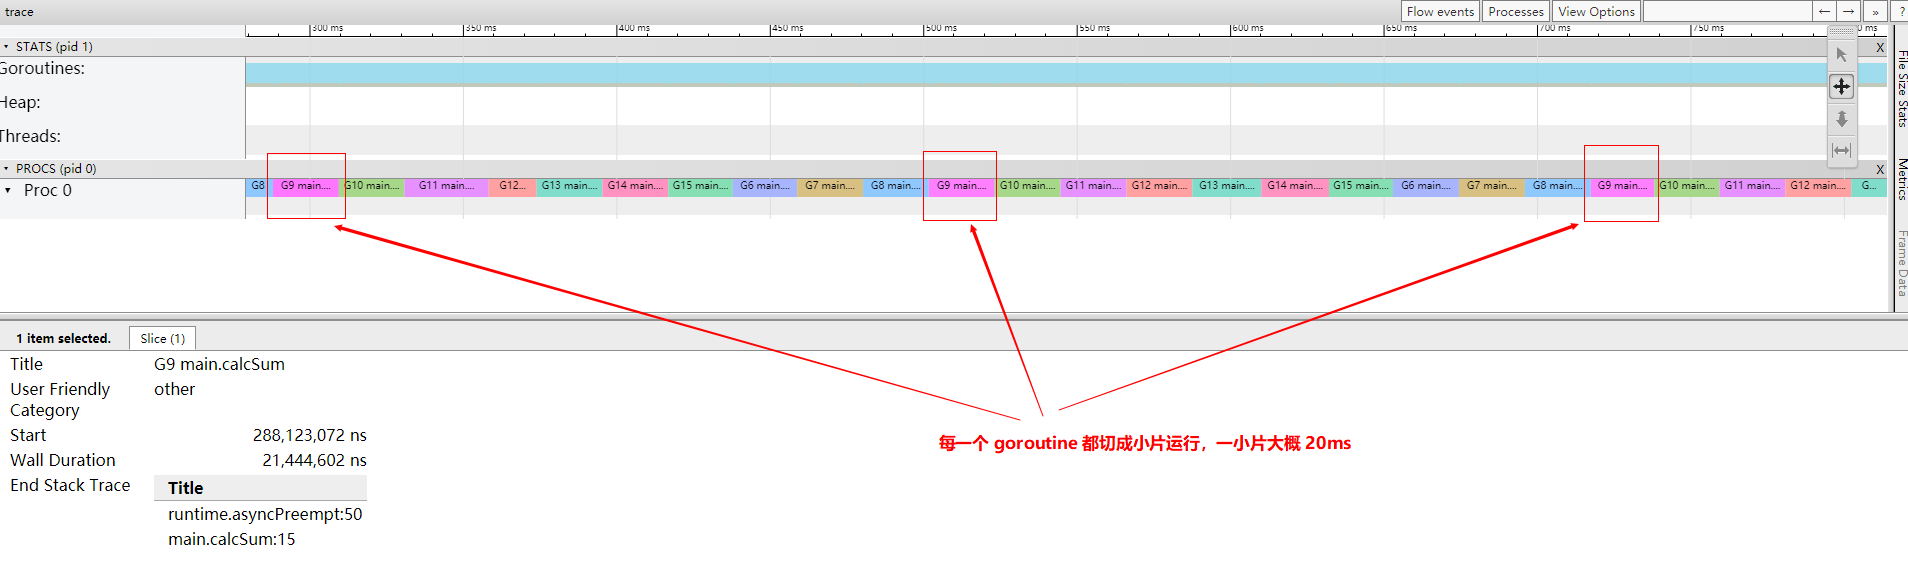 trace
Flow events Processes View Options ← → » ?
300 ms 350 ms 400 ms 450 ms 500 ms 550 ms 600 ms 650 ms 700 ms 750 ms
STATS (pid 1) X
Goroutines:
Heap:
Threads:
PROCS (pid 0) X
Proc 0
G8 G9 main.... G10 main.... G11 main.... G12... G13 main.... G14 main.... G15 main.... G6 main.... G7 main.... G8 main.... G9 main.... G10 main.... G11 main.... G12 main.... G13 main.... G14 main.... G15 main.... G6 main.... G7 main.... G8 main.... G9 main.... G10 main.... G11 main.... G12 main.... G...
File Size Stats
Metrics
Frame Data
每一个 goroutine 都切成小片运行，一小片大概 20ms
1 item selected. Slice (1)
Title G9 main.calcSum
User Friendly other
Category
Start 288,123,072 ns
Wall Duration 21,444,602 ns
End Stack Trace Title
runtime.asyncPreempt:50
main.calcSum:15